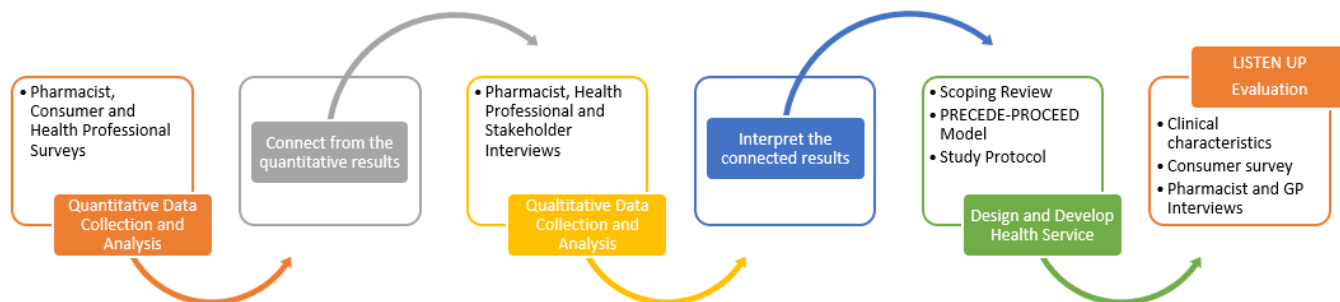 • Pharmacist,
Consumer and
Health Professional
Surveys
Quantitative Data
Collection and
Analysis
Connect from the
quantitative results
• Pharmacist, Health
Professional and
Stakeholder
Interviews
Qualtitative Data
Collection and
Analysis
Interpret the
connected results
• Scoping Review
• PRECEDE-PROCEED
Model
• Study Protocol
Design and Develop
Health Service
LISTEN UP
Evaluation
• Clinical
characteristics
• Consumer survey
• Pharmacist and GP
Interviews